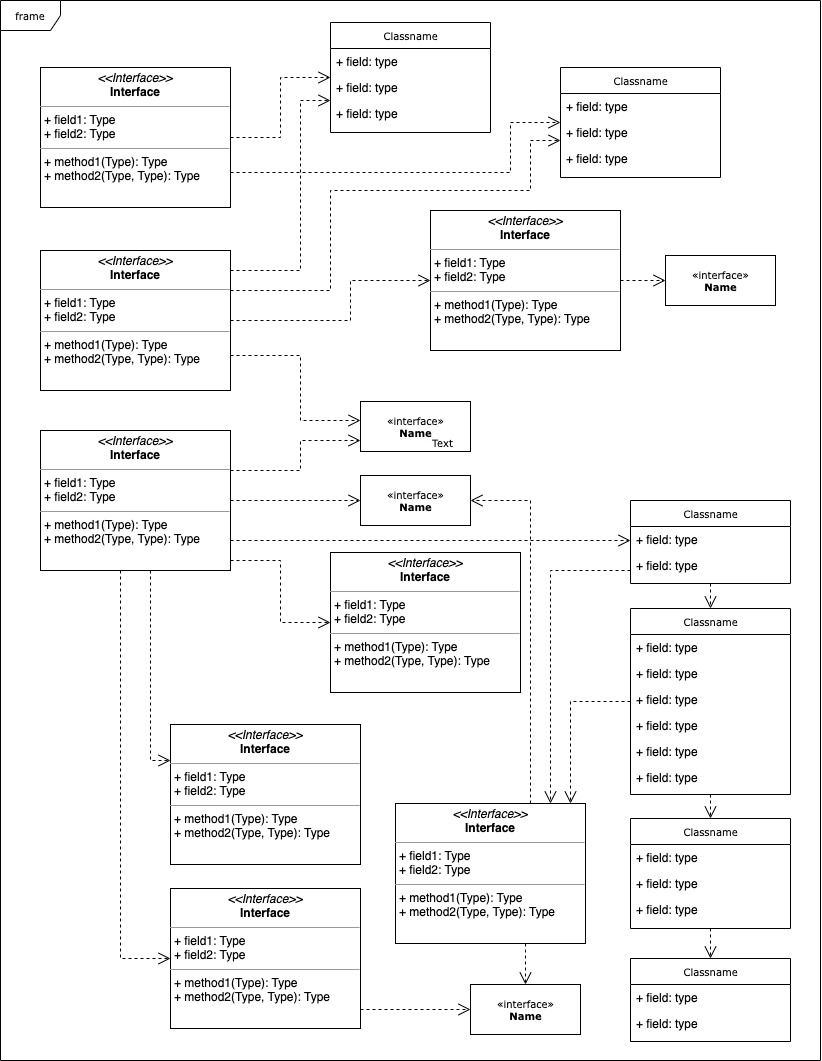 frame
Classname
+ field: type
+ field: type
+ field: type
<<Interface>>
Interface
+ field1: Type
+ field2: Type
+ method1(Type): Type
+ method2(Type, Type): Type
Classname
+ field: type
+ field: type
+ field: type
<<Interface>>
Interface
+ field1: Type
+ field2: Type
+ method1(Type): Type
+ method2(Type, Type): Type
<<Interface>>
Interface
+ field1: Type
+ field2: Type
+ method1(Type): Type
+ method2(Type, Type): Type
«interface»
Name
«interface»
Name
Text
<<Interface>>
Interface
+ field1: Type
+ field2: Type
+ method1(Type): Type
+ method2(Type, Type): Type
«interface»
Name
Classname
+ field: type
+ field: type
<<Interface>>
Interface
+ field1: Type
+ field2: Type
+ method1(Type): Type
+ method2(Type, Type): Type
Classname
+ field: type
+ field: type
+ field: type
+ field: type
+ field: type
+ field: type
<<Interface>>
Interface
+ field1: Type
+ field2: Type
+ method1(Type): Type
+ method2(Type, Type): Type
<<Interface>>
Interface
+ field1: Type
+ field2: Type
+ method1(Type): Type
+ method2(Type, Type): Type
Classname
+ field: type
+ field: type
+ field: type
<<Interface>>
Interface
+ field1: Type
+ field2: Type
+ method1(Type): Type
+ method2(Type, Type): Type
«interface»
Name
Classname
+ field: type
+ field: type